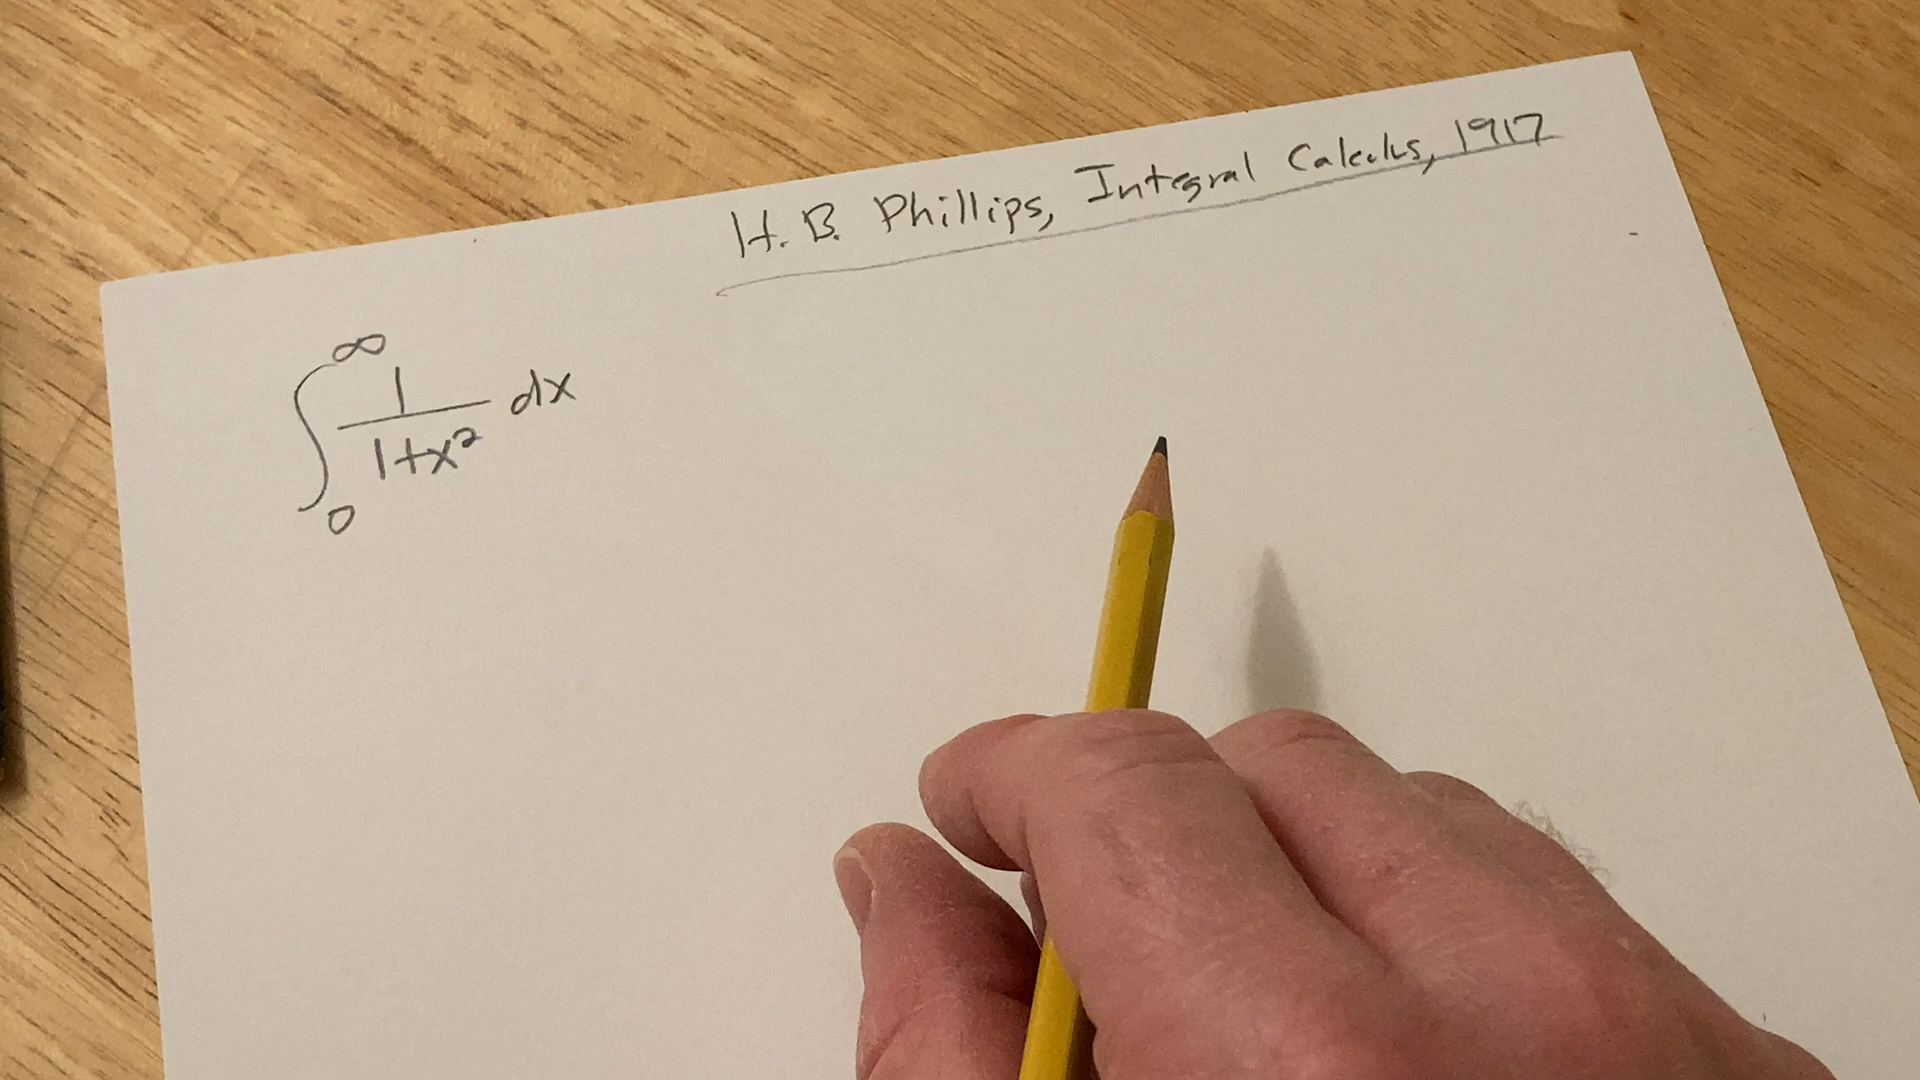 H. B. Phillips, Integral Calculus, 1917
∫₀^∞ 1/(1+x²) dx